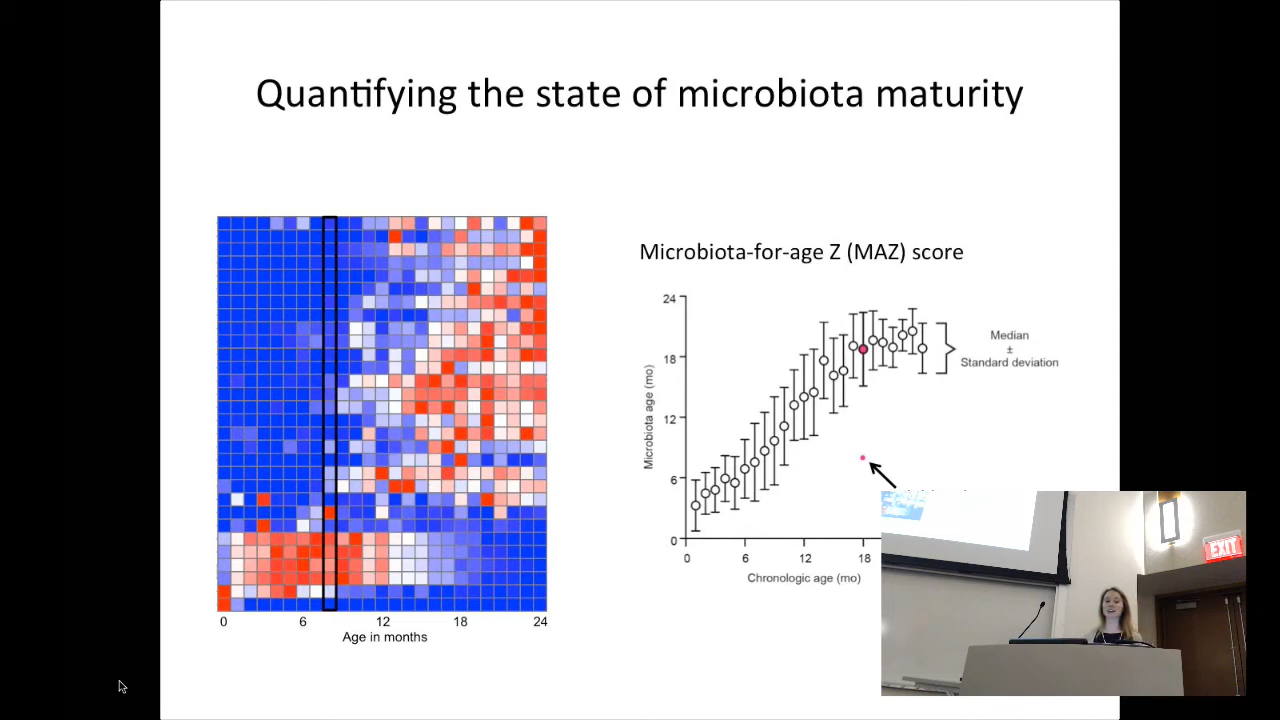 Quantifying the state of microbiota maturity
0 6 12 18 24
Age in months
Microbiota-for-age Z (MAZ) score
24
18
12
6
0
Microbiota age (mo)
0 6 12 18
Chronologic age (mo)
Median
±
Standard deviation
EXIT